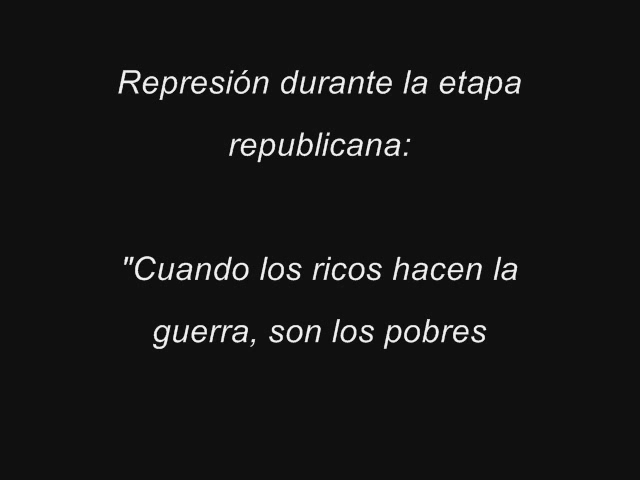 Represión durante la etapa
republicana:
"Cuando los ricos hacen la
guerra, son los pobres